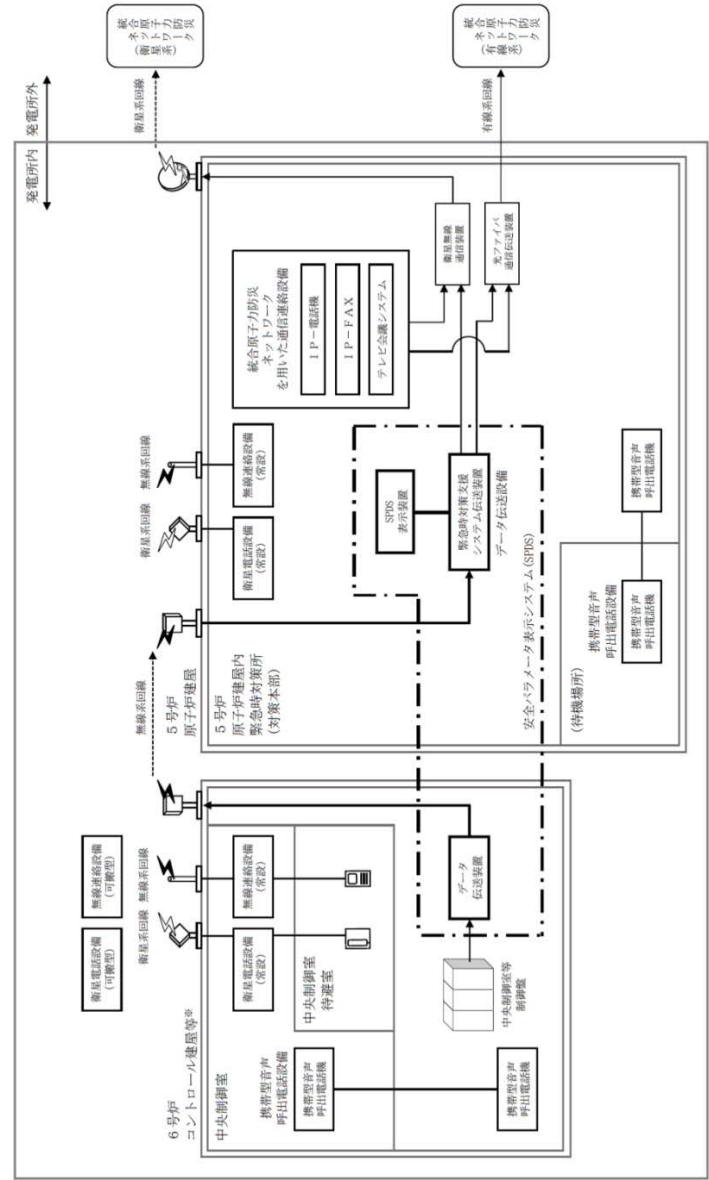 発電所内 発電所外
6号炉
コントロール建屋等※
中央制御室
携帯型音声
呼出電話設備
携帯型音声
呼出電話機
携帯型音声
呼出電話機
中央制御室
待避室
衛星電話設備
(可搬型)
無線連絡設備
(可搬型)
衛星系回線
無線系回線
衛星電話設備
(常設)
無線連絡設備
(常設)
中央制御室等
制御盤
データ
伝送装置
無線系回線
5号炉
原子炉建屋
5号炉
原子炉建屋内
緊急時対策所
(対策本部)
衛星系回線
無線系回線
衛星電話設備
(常設)
無線連絡設備
(常設)
SPDS
表示装置
緊急時対策支援
システム伝送装置
データ伝送設備
安全パラメータ表示システム(SPDS)
(待機場所)
携帯型音声
呼出電話設備
携帯型音声
呼出電話機
携帯型音声
呼出電話機
統合原子力防災
ネットワーク
を用いた通信連絡設備
IP-電話機
IP-FAX
テレビ会議システム
衛星無線
通信装置
光ファイバ
通信伝送装置
衛星系回線
有線系回線
統合原子力防災
ネットワーク
(衛星系)
統合原子力防災
ネットワーク
(有線系)